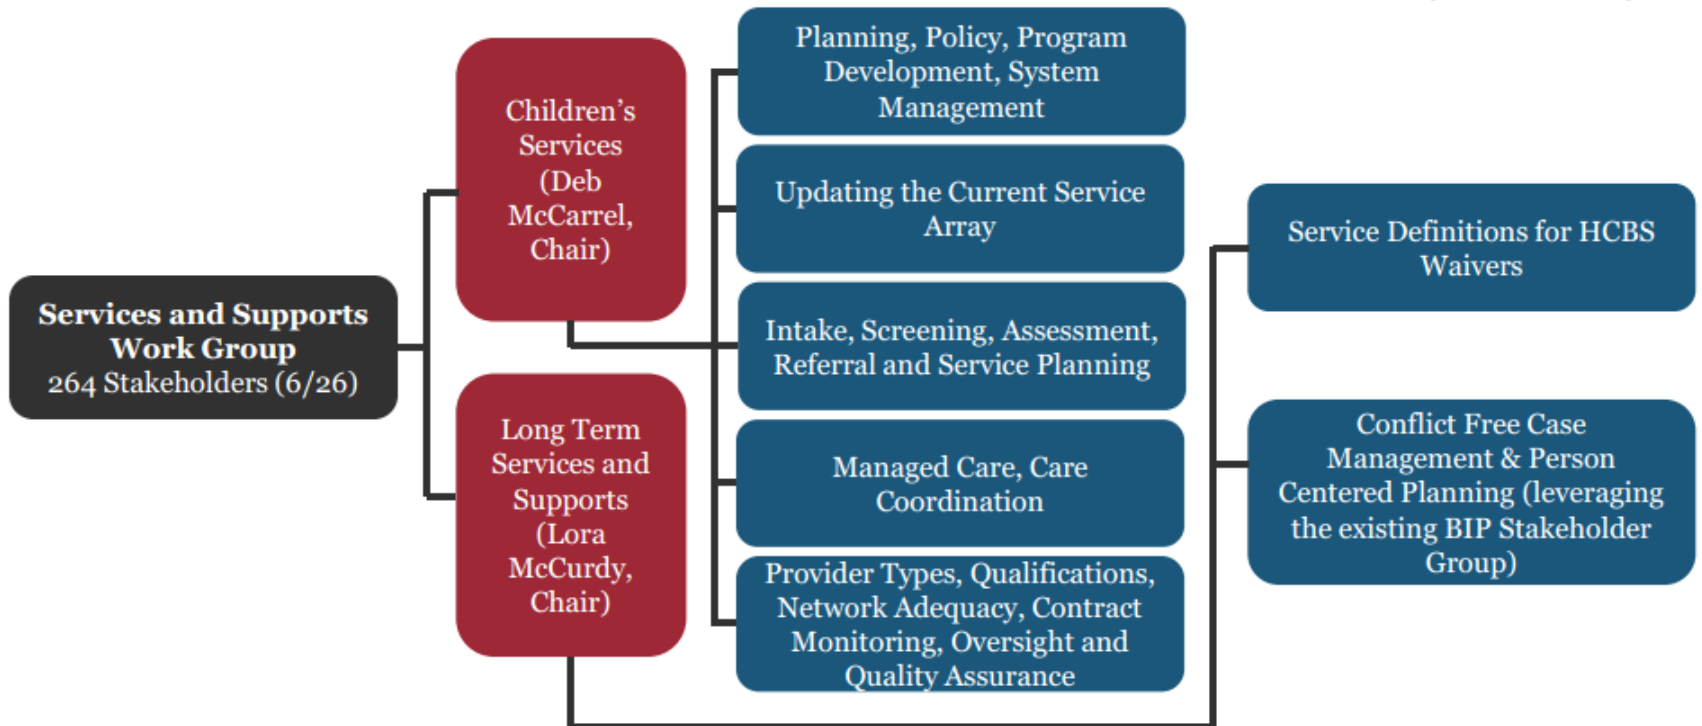 Services and Supports
Work Group
264 Stakeholders (6/26)
Children’s
Services
(Deb
McCarrel,
Chair)
Long Term
Services and
Supports
(Lora
McCurdy,
Chair)
Planning, Policy, Program
Development, System
Management
Updating the Current Service
Array
Intake, Screening, Assessment,
Referral and Service Planning
Managed Care, Care
Coordination
Provider Types, Qualifications,
Network Adequacy, Contract
Monitoring, Oversight and
Quality Assurance
Service Definitions for HCBS
Waivers
Conflict Free Case
Management & Person
Centered Planning (leveraging
the existing BIP Stakeholder
Group)